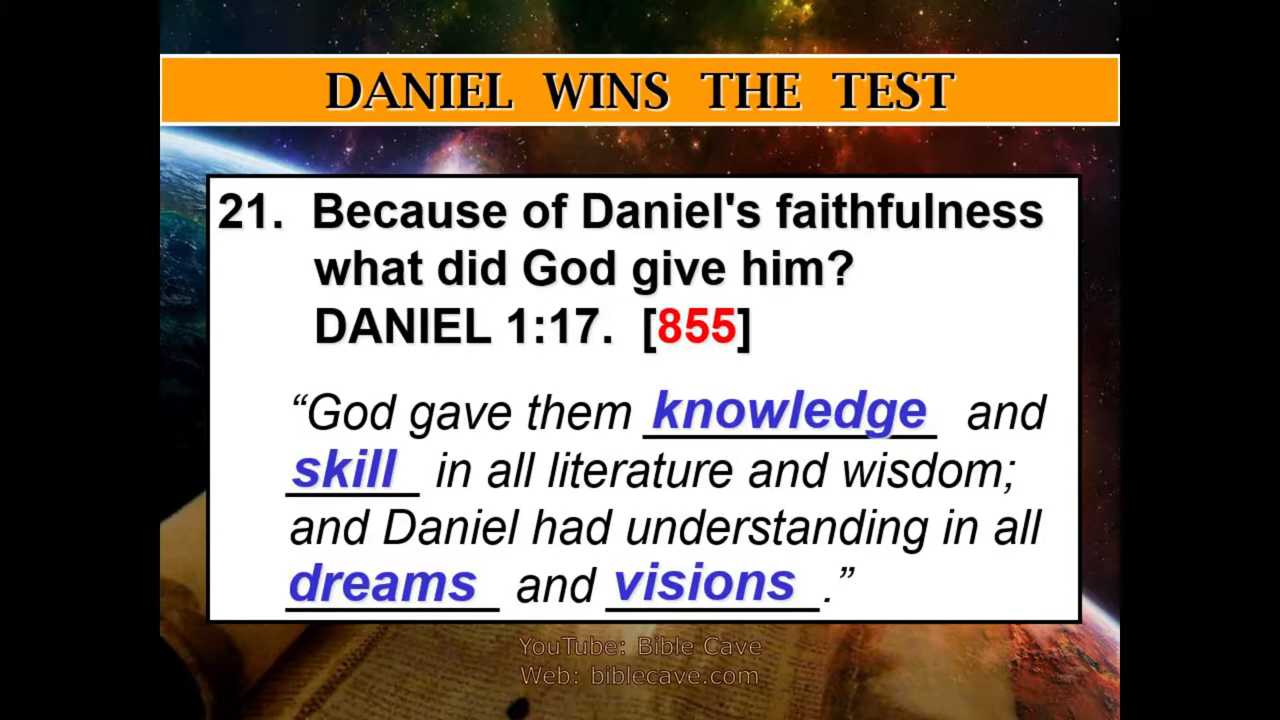 DANIEL WINS THE TEST
21. Because of Daniel's faithfulness
what did God give him?
DANIEL 1:17. [855]
“God gave them knowledge and
skill in all literature and wisdom;
and Daniel had understanding in all
dreams and visions.”
YouTube: Bible Cave
Web: biblecave.com